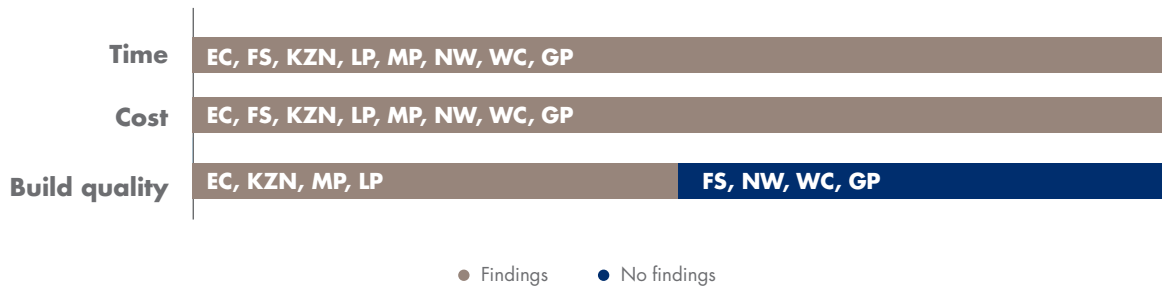 Time EC, FS, KZN, LP, MP, NW, WC, GP
Cost EC, FS, KZN, LP, MP, NW, WC, GP
Build quality EC, KZN, MP, LP FS, NW, WC, GP
Findings No findings